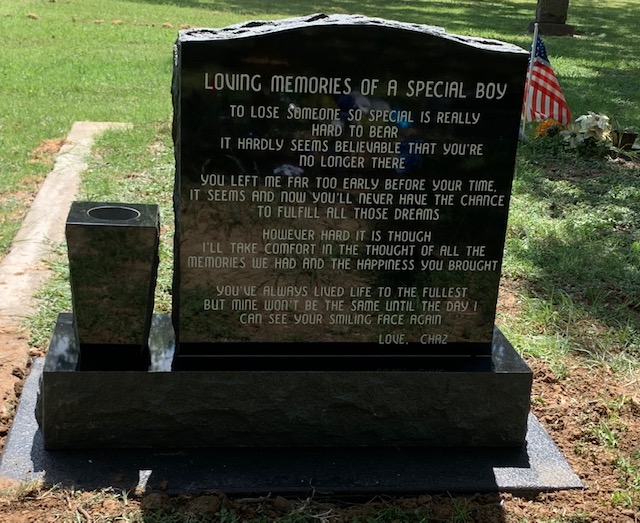 LOVING MEMORIES OF A SPECIAL BOY
TO LOSE SOMEONE SO SPECIAL IS REALLY
HARD TO BEAR
IT HARDLY SEEMS BELIEVABLE THAT YOU'RE
NO LONGER THERE
YOU LEFT ME FAR TOO EARLY BEFORE YOUR TIME,
IT SEEMS AND NOW YOU'LL NEVER HAVE THE CHANCE
TO FULFILL ALL THOSE DREAMS
HOWEVER HARD IT IS THOUGH
I'LL TAKE COMFORT IN THE THOUGHT OF ALL THE
MEMORIES WE HAD AND THE HAPPINESS YOU BROUGHT
YOU'VE ALWAYS LIVED LIFE TO THE FULLEST
BUT MINE WON'T BE THE SAME UNTIL THE DAY I
CAN SEE YOUR SMILING FACE AGAIN
LOVE, CHAZ